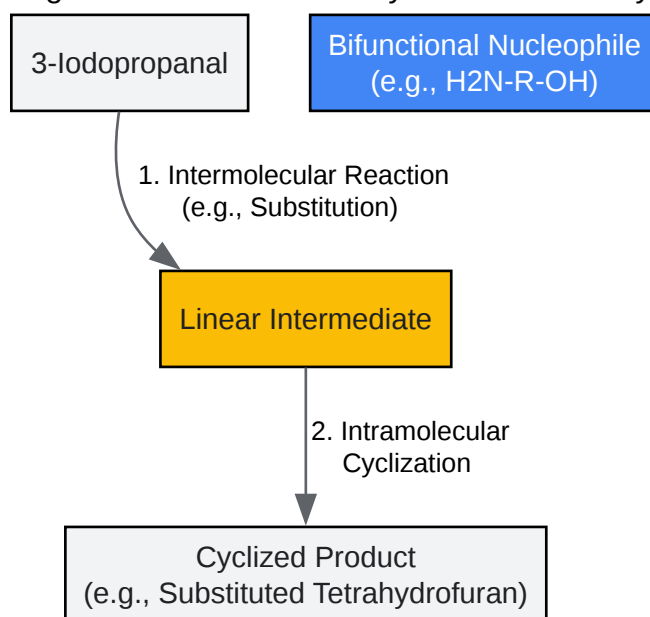 3-Iodopropanal
Bifunctional Nucleophile
(e.g., H2N-R-OH)
1. Intermolecular Reaction
(e.g., Substitution)
Linear Intermediate
2. Intramolecular
Cyclization
Cyclized Product
(e.g., Substituted Tetrahydrofuran)